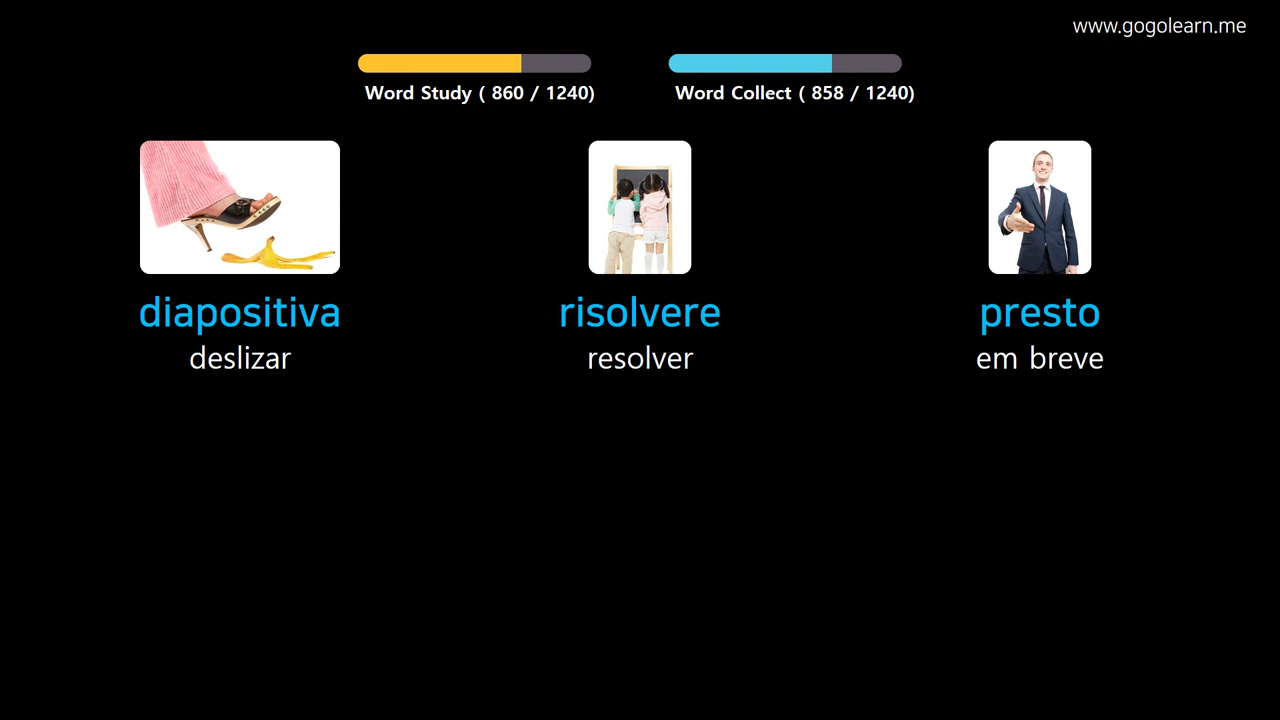 www.gogolearn.me
Word Study ( 860 / 1240)
Word Collect ( 858 / 1240)
diapositiva
deslizar
risolvere
resolver
presto
em breve